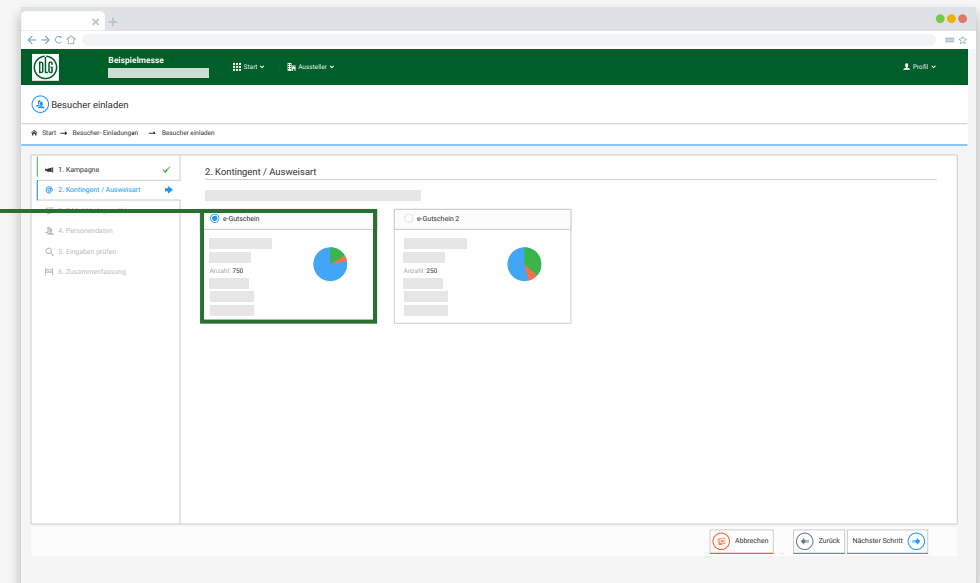 DLG
Beispielmesse
Start
Aussteller
Profil
Besucher einladen
Start → Besucher- Einladungen → Besucher einladen
1. Kampagne
2. Kontingent / Ausweisart
4. Personendaten
5. Eingaben prüfen
6. Zusammenfassung
2. Kontingent / Ausweisart
e-Gutschein
Anzahl: 750
e-Gutschein 2
Anzahl: 250
Abbrechen
Zurück
Nächster Schritt